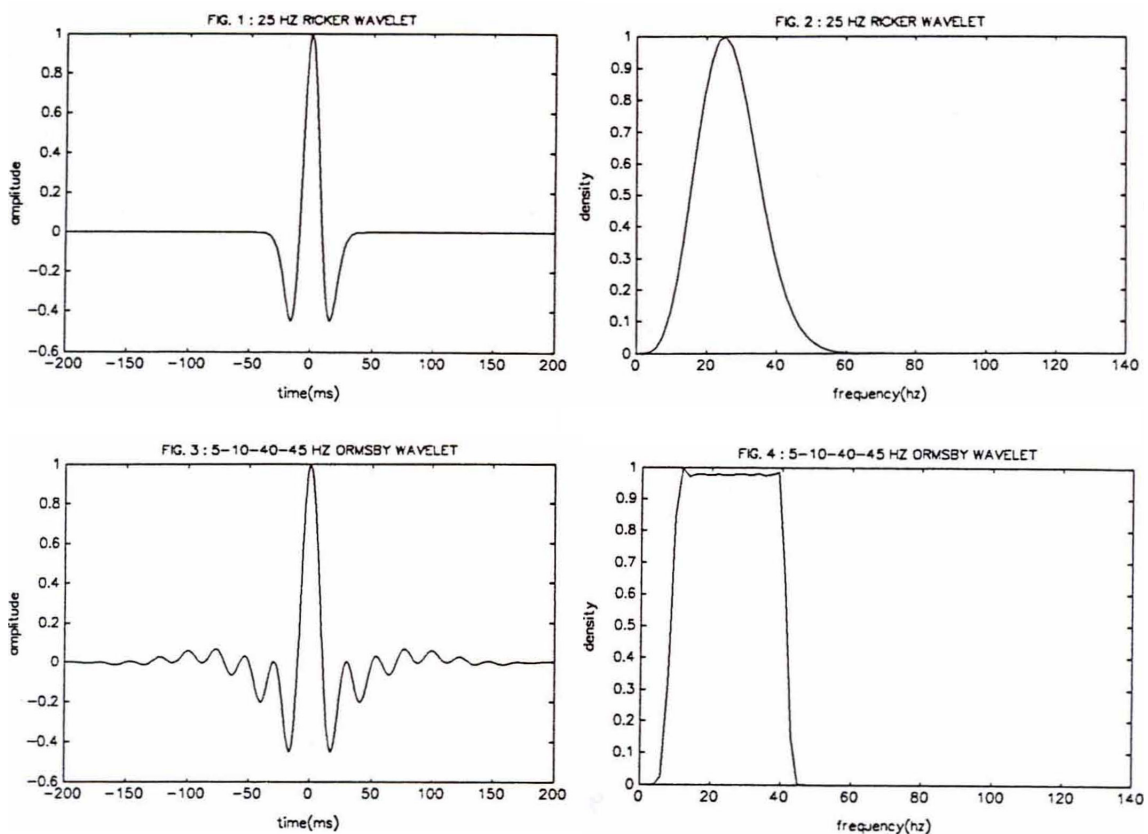 FIG. 1 : 25 HZ RICKER WAVELET
1
0.8
0.6
0.4
0.2
0
−0.2
−0.4
−0.6
amplitude
−200 −150 −100 −50 0 50 100 150 200
time(ms)
FIG. 2 : 25 HZ RICKER WAVELET
1
0.9
0.8
0.7
0.6
0.5
0.4
0.3
0.2
0.1
0
density
0 20 40 60 80 100 120 140
frequency(hz)
FIG. 3 : 5−10−40−45 HZ ORMSBY WAVELET
1
0.8
0.6
0.4
0.2
0
−0.2
−0.4
−0.6
amplitude
−200 −150 −100 −50 0 50 100 150 200
time(ms)
FIG. 4 : 5−10−40−45 HZ ORMSBY WAVELET
1
0.9
0.8
0.7
0.6
0.5
0.4
0.3
0.2
0.1
0
density
0 20 40 60 80 100 120 140
frequency(hz)